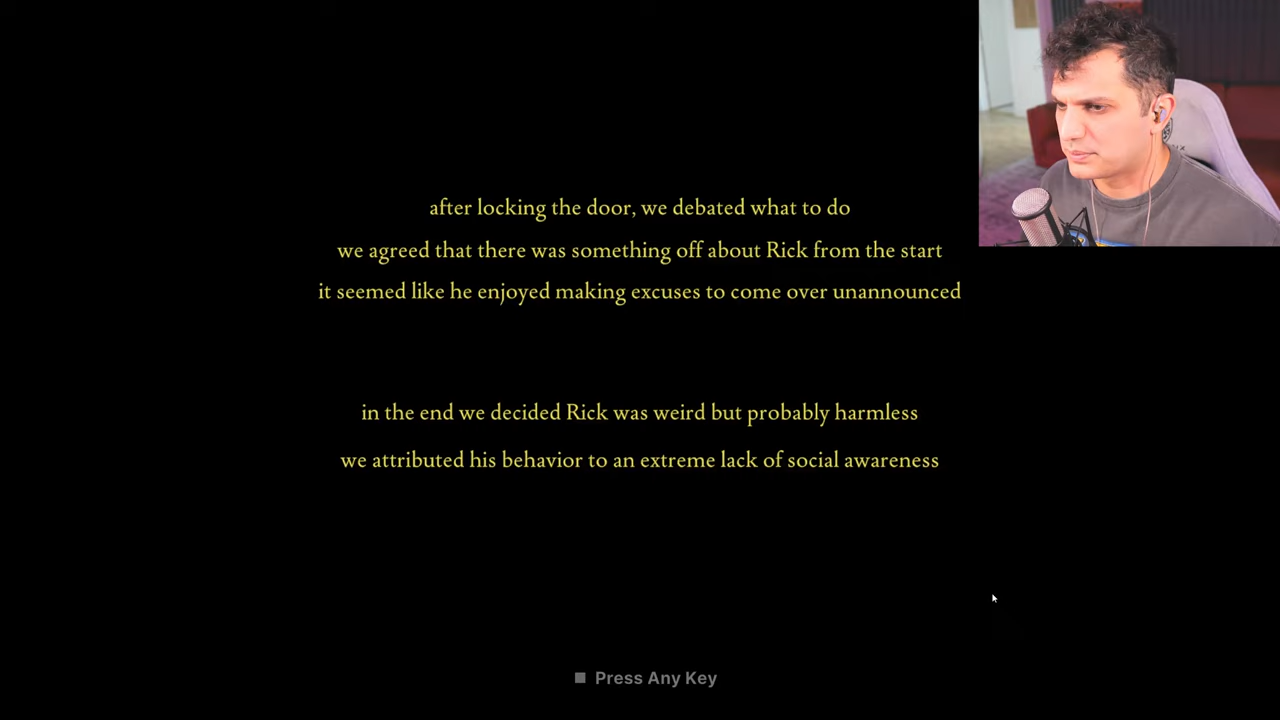 after locking the door, we debated what to do
we agreed that there was something off about Rick from the start
it seemed like he enjoyed making excuses to come over unannounced
in the end we decided Rick was weird but probably harmless
we attributed his behavior to an extreme lack of social awareness
Press Any Key